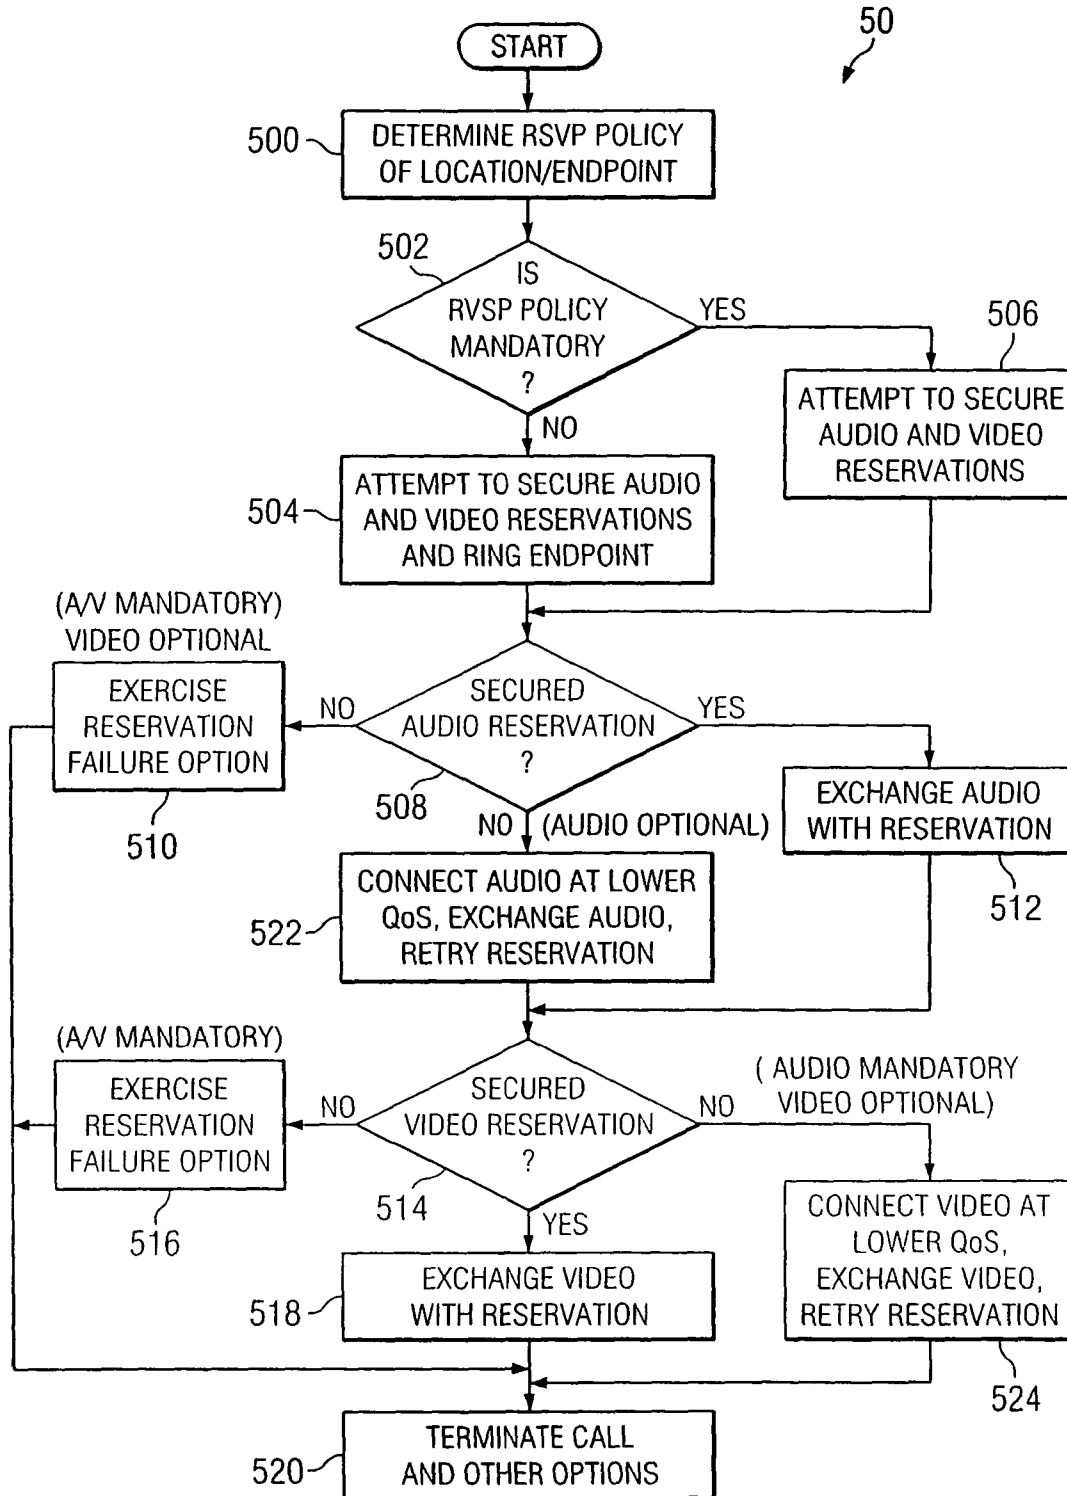 50
START
500
DETERMINE RSVP POLICY
OF LOCATION/ENDPOINT
502
IS
RVSP POLICY
MANDATORY
?
YES
NO
506
ATTEMPT TO SECURE
AUDIO AND VIDEO
RESERVATIONS
504
ATTEMPT TO SECURE AUDIO
AND VIDEO RESERVATIONS
AND RING ENDPOINT
(A/V MANDATORY)
VIDEO OPTIONAL
EXERCISE
RESERVATION
FAILURE OPTION
510
NO
SECURED
AUDIO RESERVATION
?
508
YES
NO (AUDIO OPTIONAL)
EXCHANGE AUDIO
WITH RESERVATION
512
522
CONNECT AUDIO AT LOWER
QoS, EXCHANGE AUDIO,
RETRY RESERVATION
(A/V MANDATORY)
EXERCISE
RESERVATION
FAILURE OPTION
516
NO
SECURED
VIDEO RESERVATION
?
514
NO
( AUDIO MANDATORY
VIDEO OPTIONAL)
YES
CONNECT VIDEO AT
LOWER QoS,
EXCHANGE VIDEO,
RETRY RESERVATION
524
518
EXCHANGE VIDEO
WITH RESERVATION
520
TERMINATE CALL
AND OTHER OPTIONS